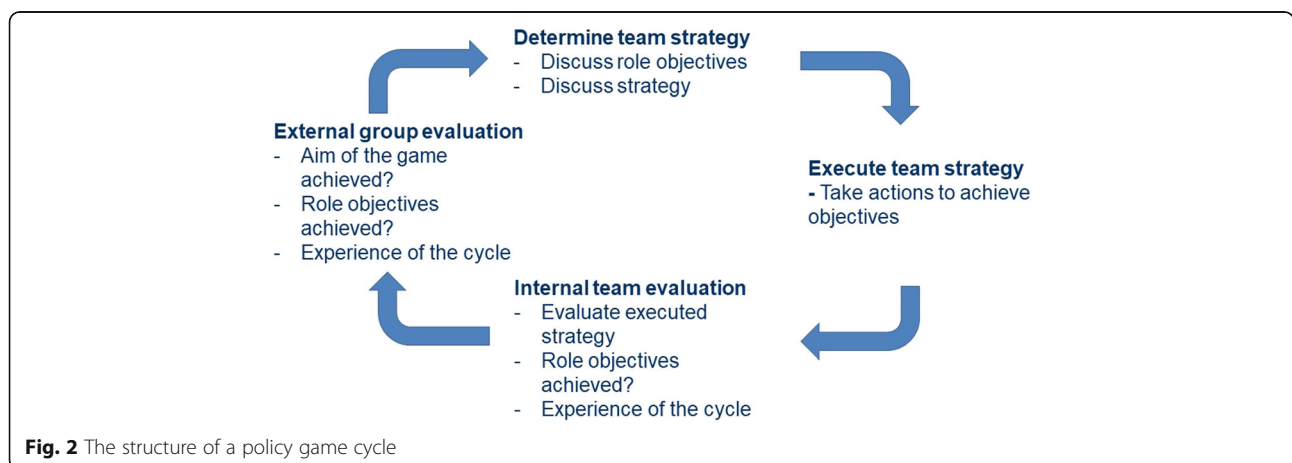 Determine team strategy
- Discuss role objectives
- Discuss strategy
Execute team strategy
- Take actions to achieve
objectives
Internal team evaluation
- Evaluate executed
strategy
- Role objectives
achieved?
- Experience of the cycle
External group evaluation
- Aim of the game
achieved?
- Role objectives
achieved?
- Experience of the cycle
Fig. 2 The structure of a policy game cycle